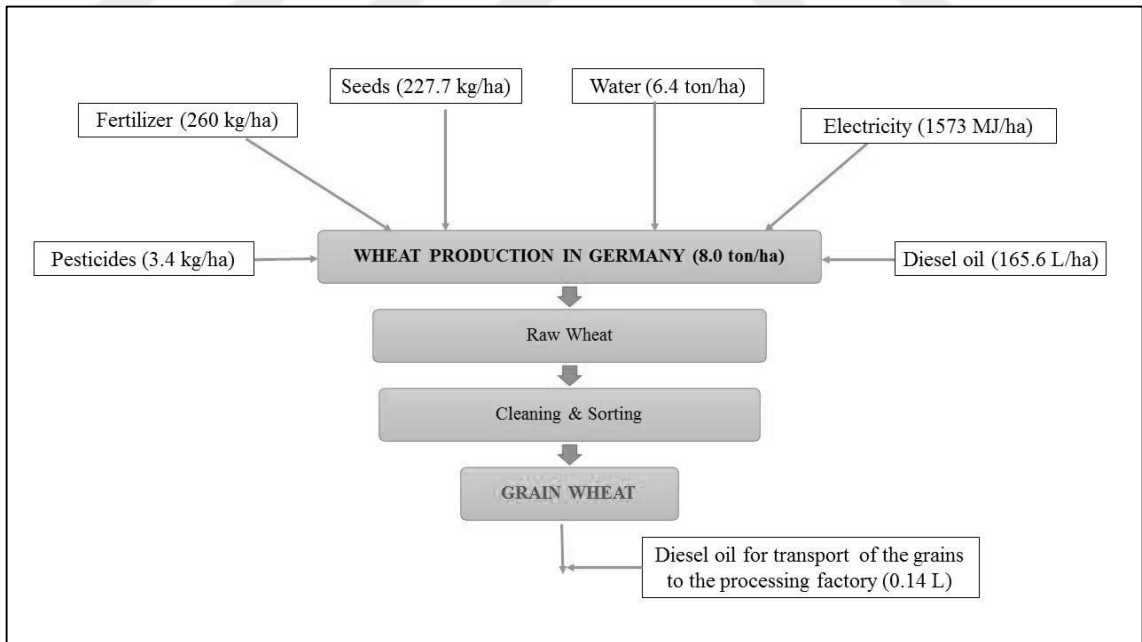 Seeds (227.7 kg/ha)
Water (6.4 ton/ha)
Fertilizer (260 kg/ha)
Electricity (1573 MJ/ha)
Pesticides (3.4 kg/ha)
WHEAT PRODUCTION IN GERMANY (8.0 ton/ha)
Diesel oil (165.6 L/ha)
Raw Wheat
Cleaning & Sorting
GRAIN WHEAT
Diesel oil for transport of the grains
to the processing factory (0.14 L)